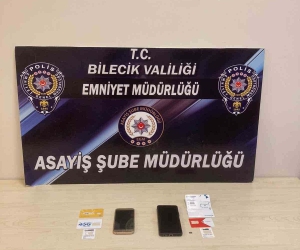 T.C.
BİLECİK VALİLİĞİ
EMNİYET MÜDÜRLÜĞÜ
POLİS
POLİS
ASAYİŞ ŞUBE MÜDÜRLÜĞÜ